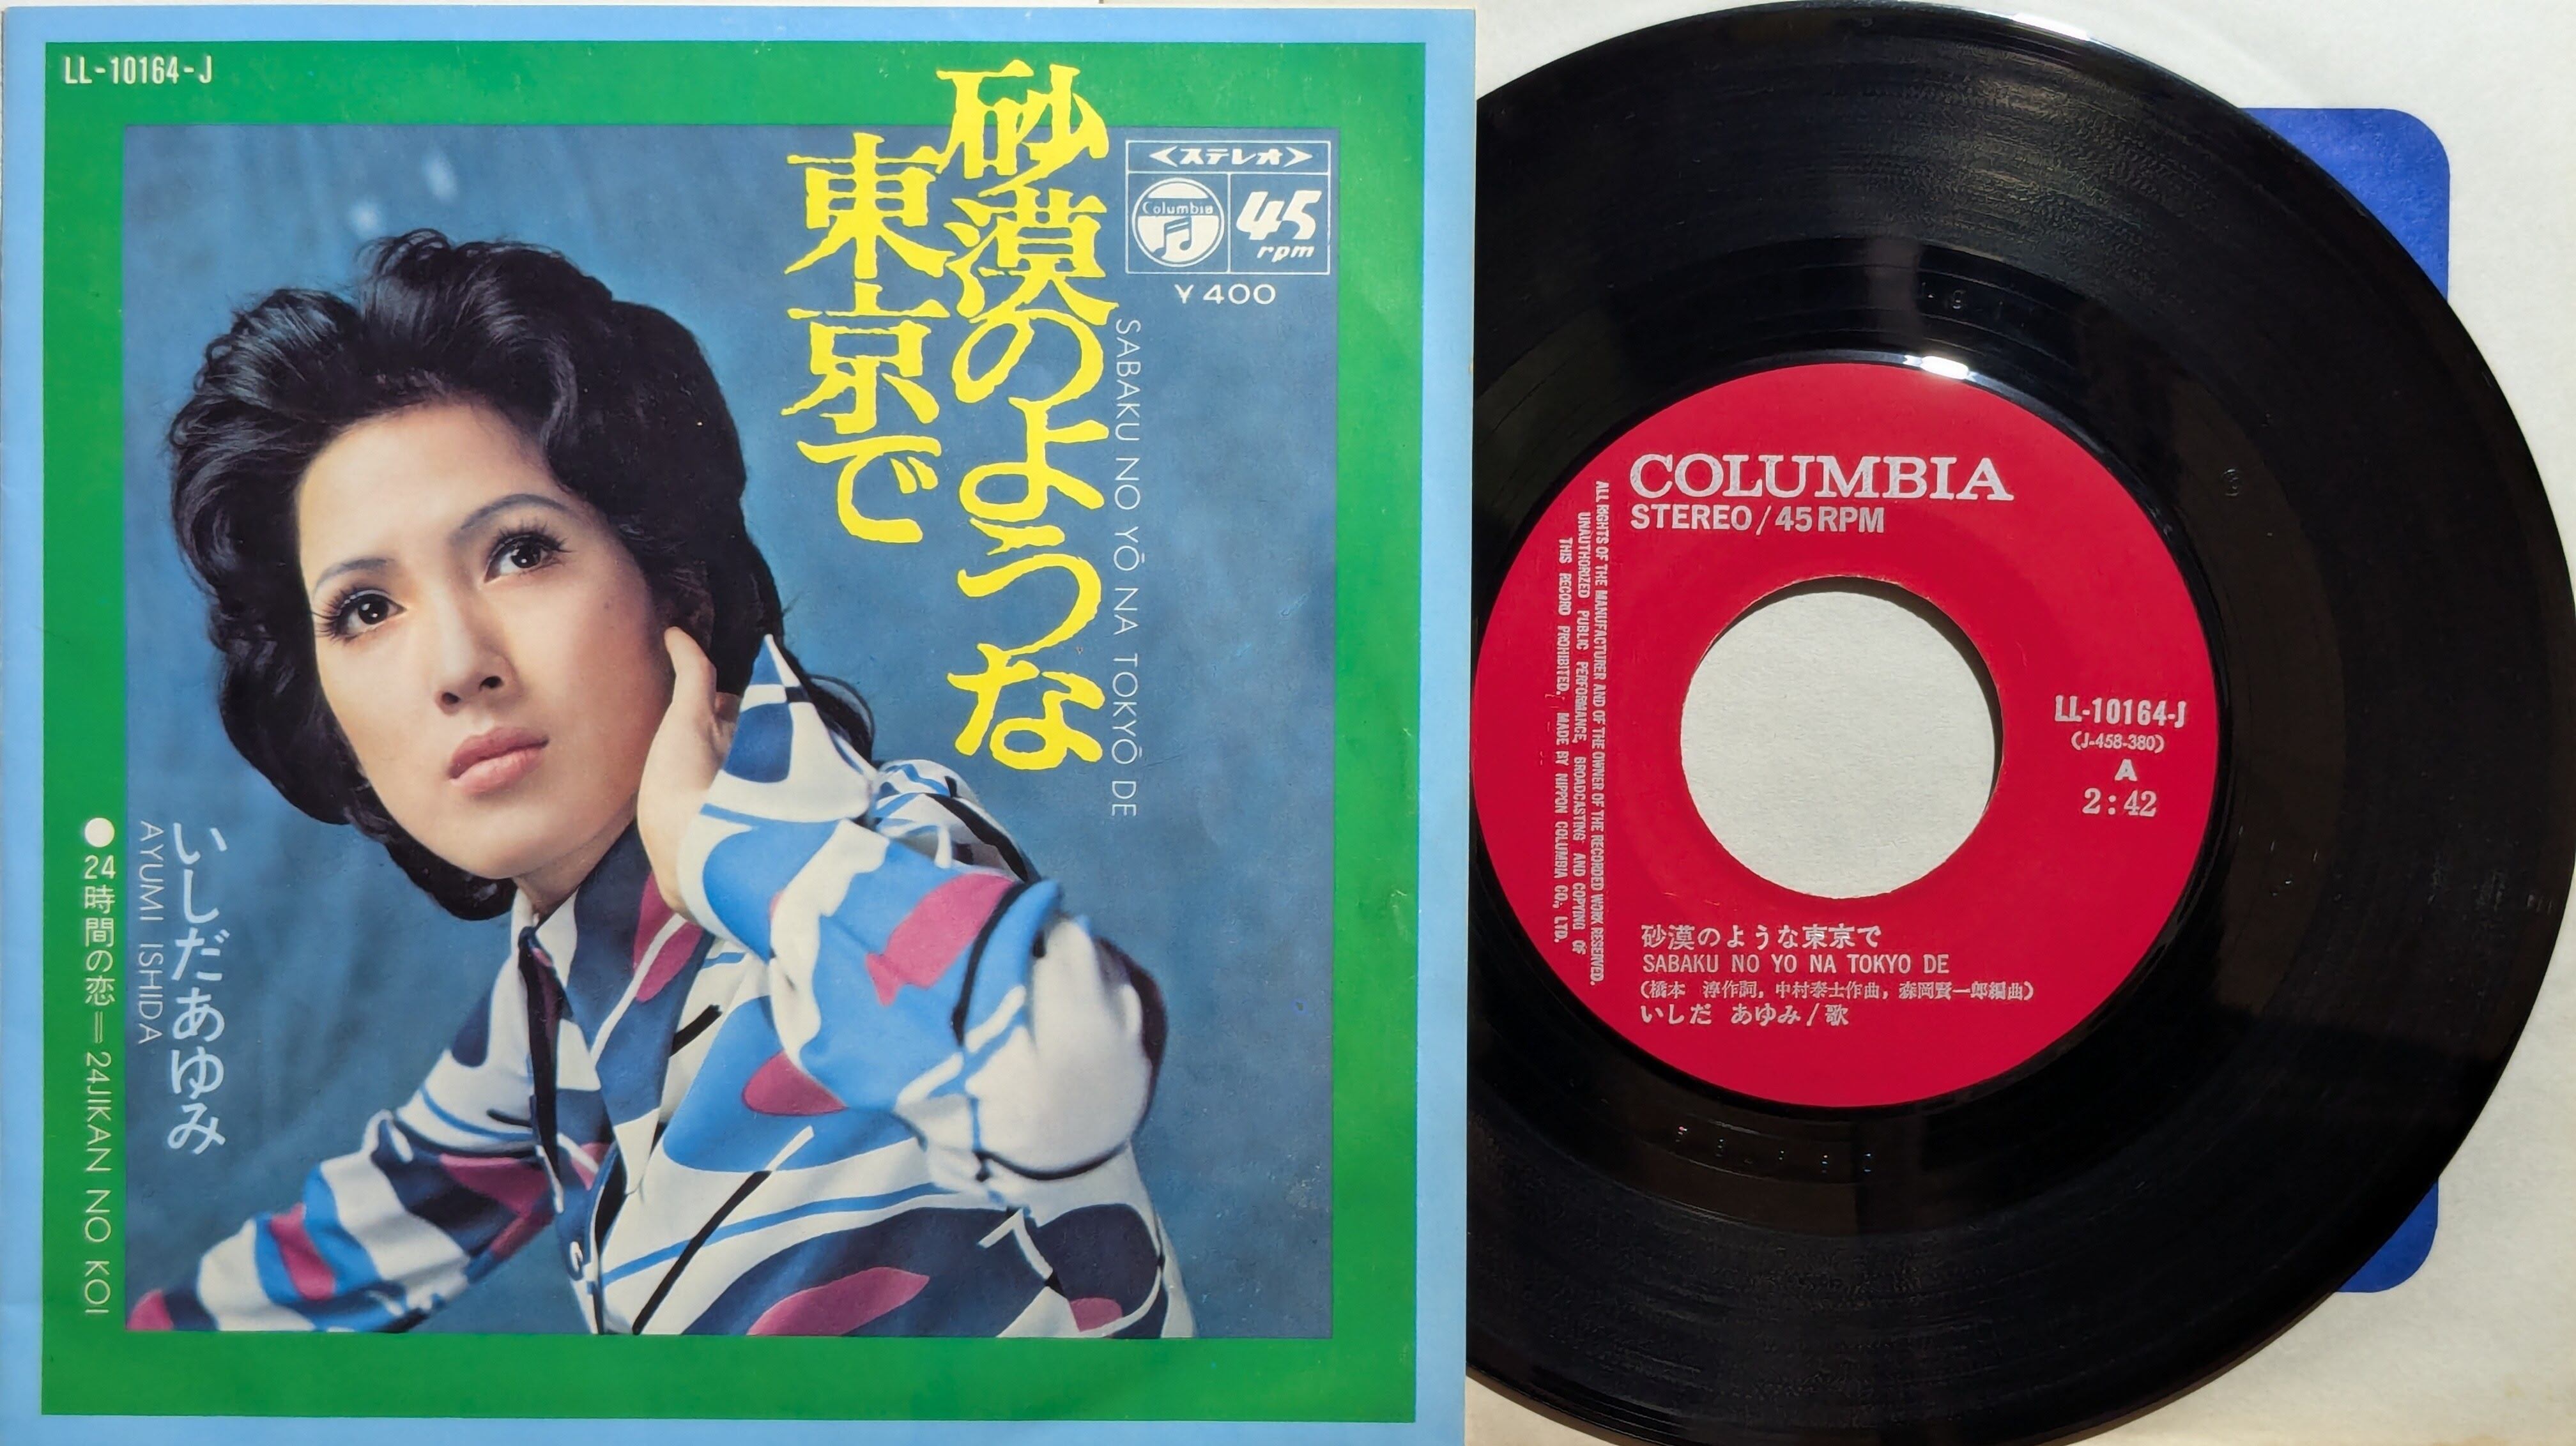 LL-10164-J
砂漠のような
東京で
SABAKU NO YŌ NA TOKYŌ DE
<ステレオ>
Columbia
45
rpm
¥400
いしだあゆみ
AYUMI ISHIDA
●24時間の恋=24JIKAN NO KOI
COLUMBIA
STEREO/45RPM
ALL RIGHTS OF THE MANUFACTURER AND OF THE OWNER OF THE RECORDED WORK RESERVED.
UNAUTHORIZED PUBLIC PERFORMANCE, BROADCASTING AND COPYING OF
THIS RECORD PROHIBITED. MADE BY NIPPON COLUMBIA CO., LTD.
LL-10164-J
(J-458-380)
A
2:42
砂漠のような東京で
SABAKU NO YO NA TOKYO DE
(橋本 淳作詞, 中村泰士作曲, 森岡賢一郎編曲)
いしだ あゆみ/歌